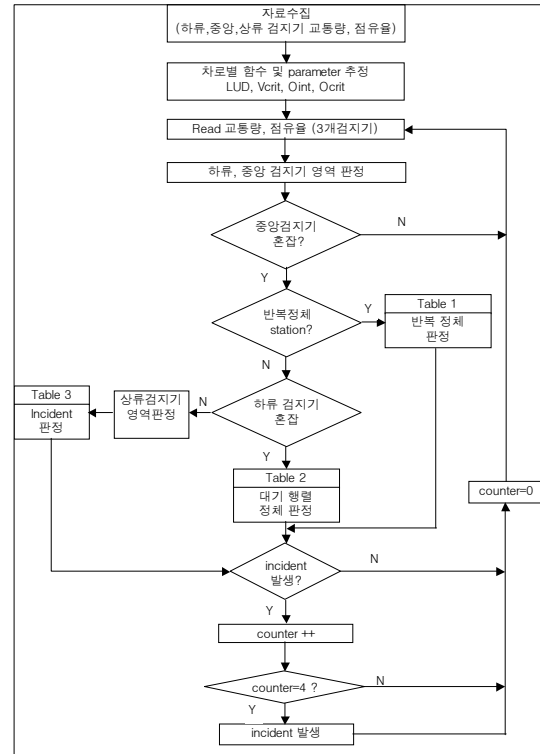 자료수집
(하류,중앙,상류 검지기 교통량, 점유율)
차로별 함수 및 parameter 추정
LUD, Vcrit, Oint, Ocrit
Read 교통량, 점유율 (3개검지기)
하류, 중앙 검지기 영역 판정
중앙검지기
혼잡?
N
Y
반복정체
station?
Y
Table 1
반복 정체
판정
N
Table 3
Incident
판정
상류검지기
영역판정
N
하류 검지기
혼잡
Y
Table 2
대기 행렬
정체 판정
counter=0
incident
발생?
N
Y
counter ++
counter=4 ?
N
Y
incident 발생